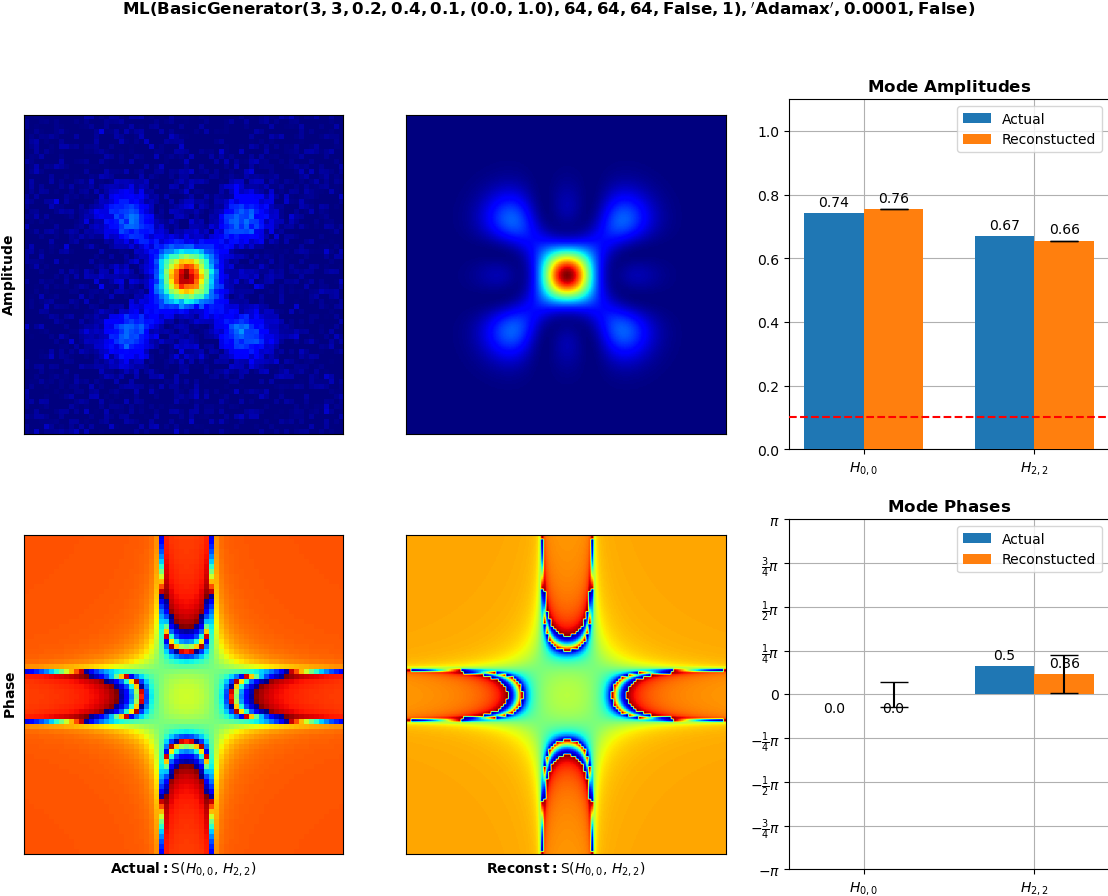 ML(BasicGenerator(3, 3, 0.2, 0.4, 0.1, (0.0, 1.0), 64, 64, 64, False, 1), ′Adamax′, 0.0001, False)
Amplitude
Mode Amplitudes
Actual
Reconstucted
1.0
0.8
0.6
0.4
0.2
0.0
0.74
0.76
0.67
0.66
H0, 0
H2, 2
Phase
Actual: S(H0, 0, H2, 2)
Reconst: S(H0, 0, H2, 2)
Mode Phases
Actual
Reconstucted
π
3/4π
1/2π
1/4π
0
−1/4π
−1/2π
−3/4π
−π
0.0
0.0
0.5
0.36
H0, 0
H2, 2